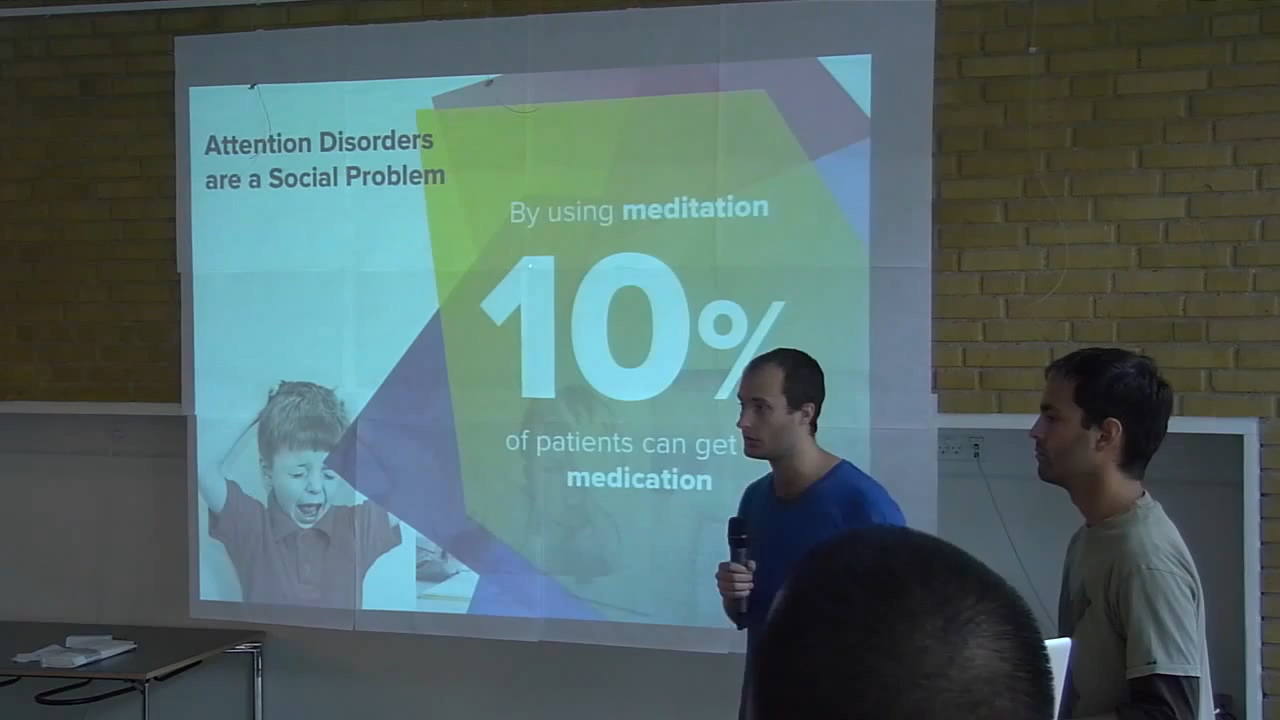 Attention Disorders
are a Social Problem
By using meditation
10%
of patients can get
medication